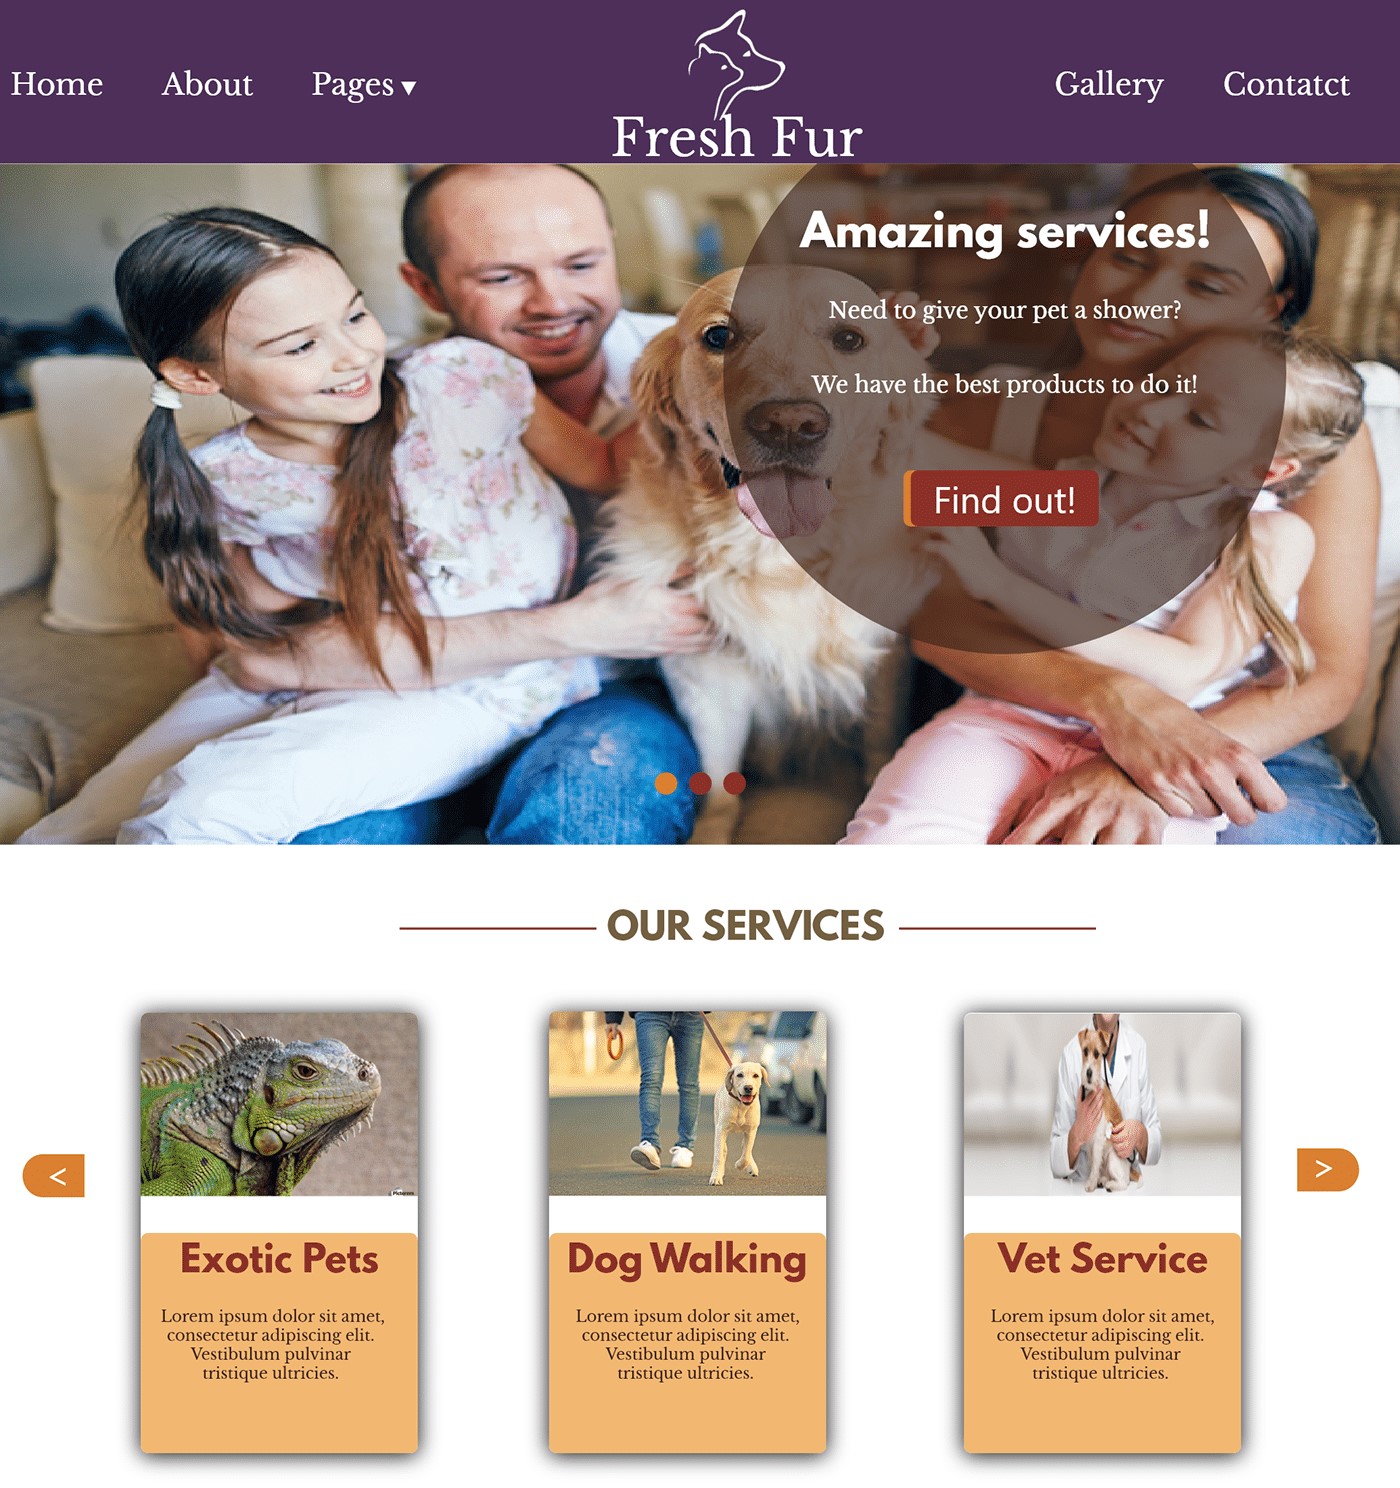 Home About Pages ▾ Gallery Contatct
Fresh Fur
Amazing services!
Need to give your pet a shower?
We have the best products to do it!
Find out!
OUR SERVICES
< >
Exotic Pets
Lorem ipsum dolor sit amet,
consectetur adipiscing elit.
Vestibulum pulvinar
tristique ultricies.
Dog Walking
Lorem ipsum dolor sit amet,
consectetur adipiscing elit.
Vestibulum pulvinar
tristique ultricies.
Vet Service
Lorem ipsum dolor sit amet,
consectetur adipiscing elit.
Vestibulum pulvinar
tristique ultricies.